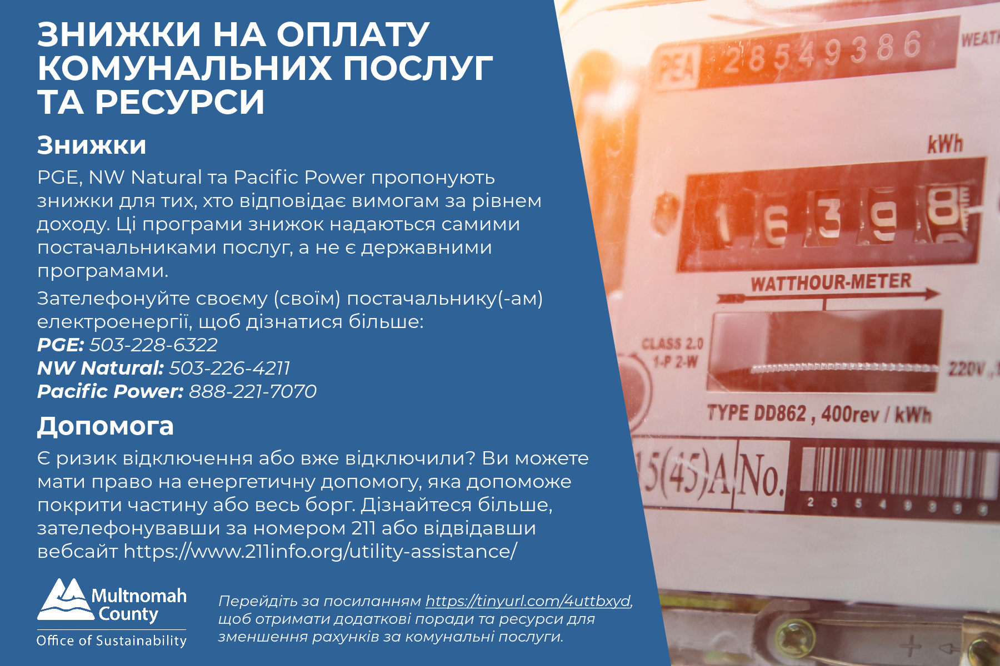 ЗНИЖКИ НА ОПЛАТУ
КОМУНАЛЬНИХ ПОСЛУГ
ТА РЕСУРСИ
Знижки
PGE, NW Natural та Pacific Power пропонують
знижки для тих, хто відповідає вимогам за рівнем
доходу. Ці програми знижок надаються самими
постачальниками послуг, а не є державними
програмами.
Зателефонуйте своєму (своїм) постачальнику(-ам)
електроенергії, щоб дізнатися більше:
PGE: 503-228-6322
NW Natural: 503-226-4211
Pacific Power: 888-221-7070
Допомога
Є ризик відключення або вже відключили? Ви можете
мати право на енергетичну допомогу, яка допоможе
покрити частину або весь борг. Дізнайтеся більше,
зателефонувавши за номером 211 або відвідавши
вебсайт https://www.211info.org/utility-assistance/
Multnomah
County
Office of Sustainability
Перейдіть за посиланням https://tinyurl.com/4uttbxyd,
щоб отримати додаткові поради та ресурси для
зменшення рахунків за комунальні послуги.
PEA 28549386
kWh
1 6 3 9 8
WATTHOUR-METER
CLASS 2.0
1-P 2-W
220V
TYPE DD862 , 400rev / kWh
15(45)A No.